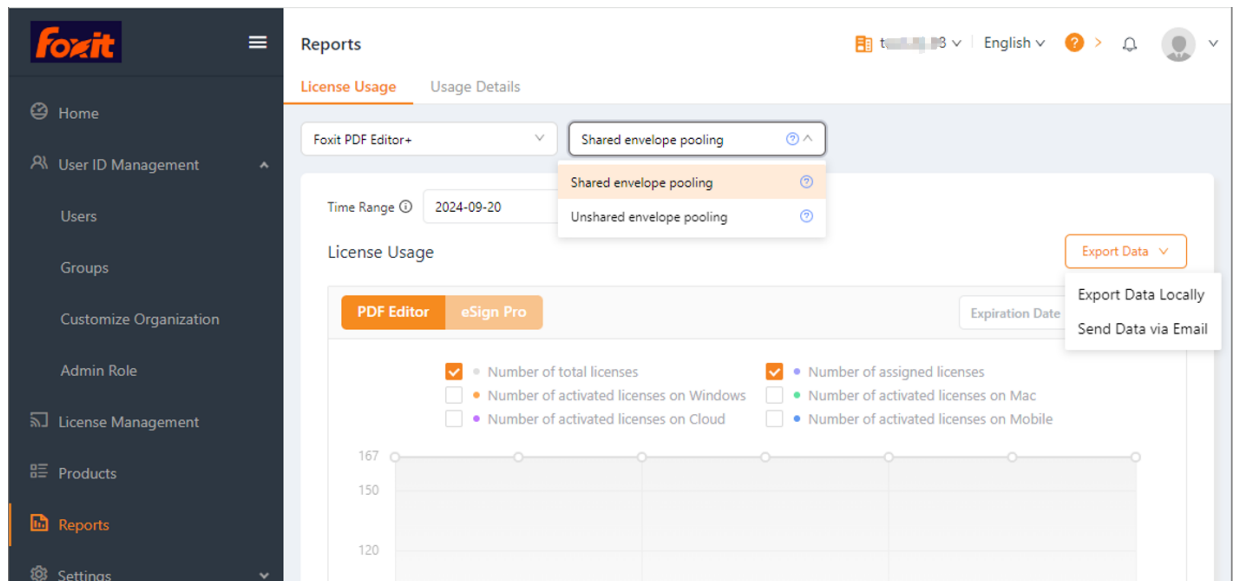 Foxit
Home
User ID Management
Users
Groups
Customize Organization
Admin Role
License Management
Products
Reports
Settings
Reports
English
?
License Usage
Usage Details
Foxit PDF Editor+
Shared envelope pooling
?
Shared envelope pooling
?
Unshared envelope pooling
?
Time Range
2024-09-20
License Usage
Export Data
Export Data Locally
Send Data via Email
PDF Editor
eSign Pro
Expiration Date
Number of total licenses
Number of assigned licenses
Number of activated licenses on Windows
Number of activated licenses on Mac
Number of activated licenses on Cloud
Number of activated licenses on Mobile
167
150
120